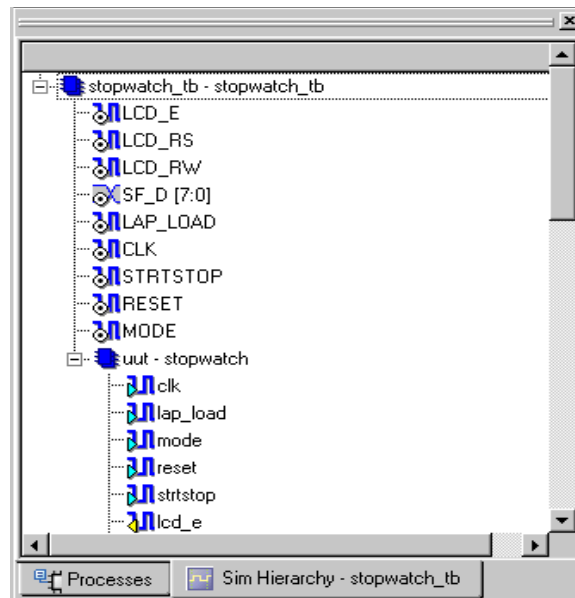 stopwatch_tb - stopwatch_tb
LCD_E
LCD_RS
LCD_RW
SF_D [7:0]
LAP_LOAD
CLK
STRTSTOP
RESET
MODE
uut - stopwatch
clk
lap_load
mode
reset
strtstop
lcd_e
Processes
Sim Hierarchy - stopwatch_tb